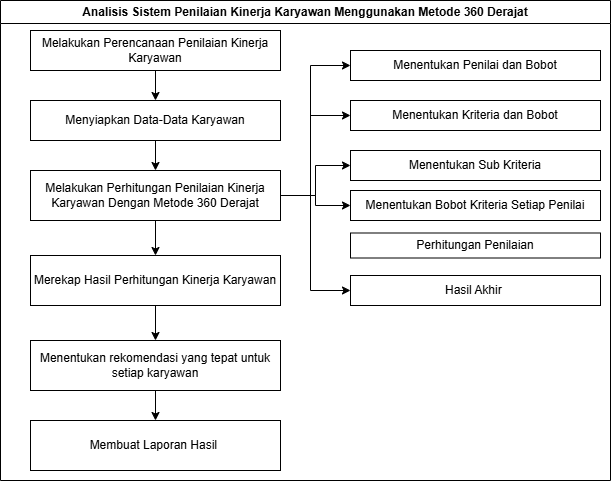 Analisis Sistem Penilaian Kinerja Karyawan Menggunakan Metode 360 Derajat
Melakukan Perencanaan Penilaian Kinerja
Karyawan
Menyiapkan Data-Data Karyawan
Melakukan Perhitungan Penilaian Kinerja
Karyawan Dengan Metode 360 Derajat
Merekap Hasil Perhitungan Kinerja Karyawan
Menentukan rekomendasi yang tepat untuk
setiap karyawan
Membuat Laporan Hasil
Menentukan Penilai dan Bobot
Menentukan Kriteria dan Bobot
Menentukan Sub Kriteria
Menentukan Bobot Kriteria Setiap Penilai
Perhitungan Penilaian
Hasil Akhir